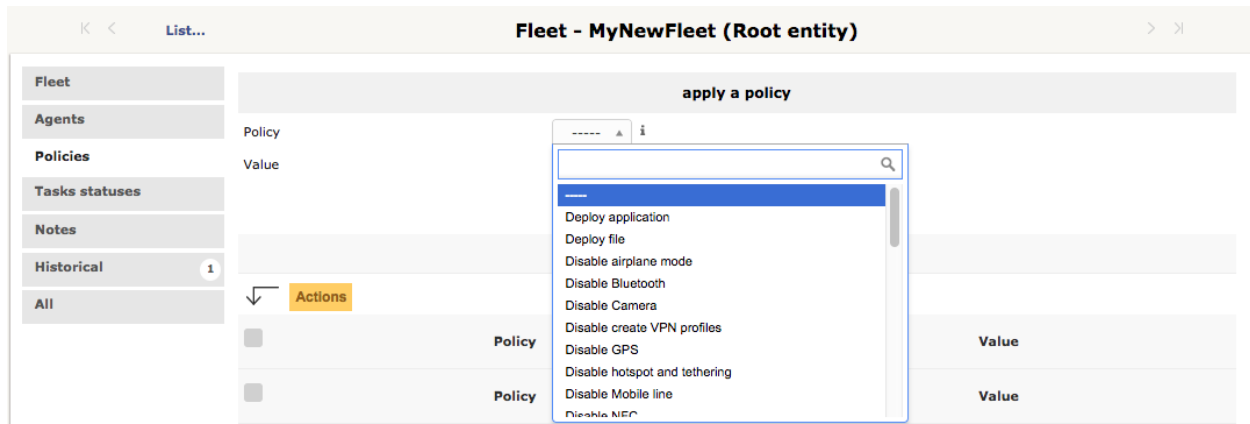 List... Fleet - MyNewFleet (Root entity)
Fleet
apply a policy
Agents
Policy ----- i
Policies
Value
-----
Tasks statuses
Deploy application
Notes
Deploy file
Disable airplane mode
Historical 1
Disable Bluetooth
All
Actions
Disable Camera
Disable create VPN profiles
Policy Value
Disable GPS
Disable hotspot and tethering
Disable Mobile line
Policy Value
Disable NFC